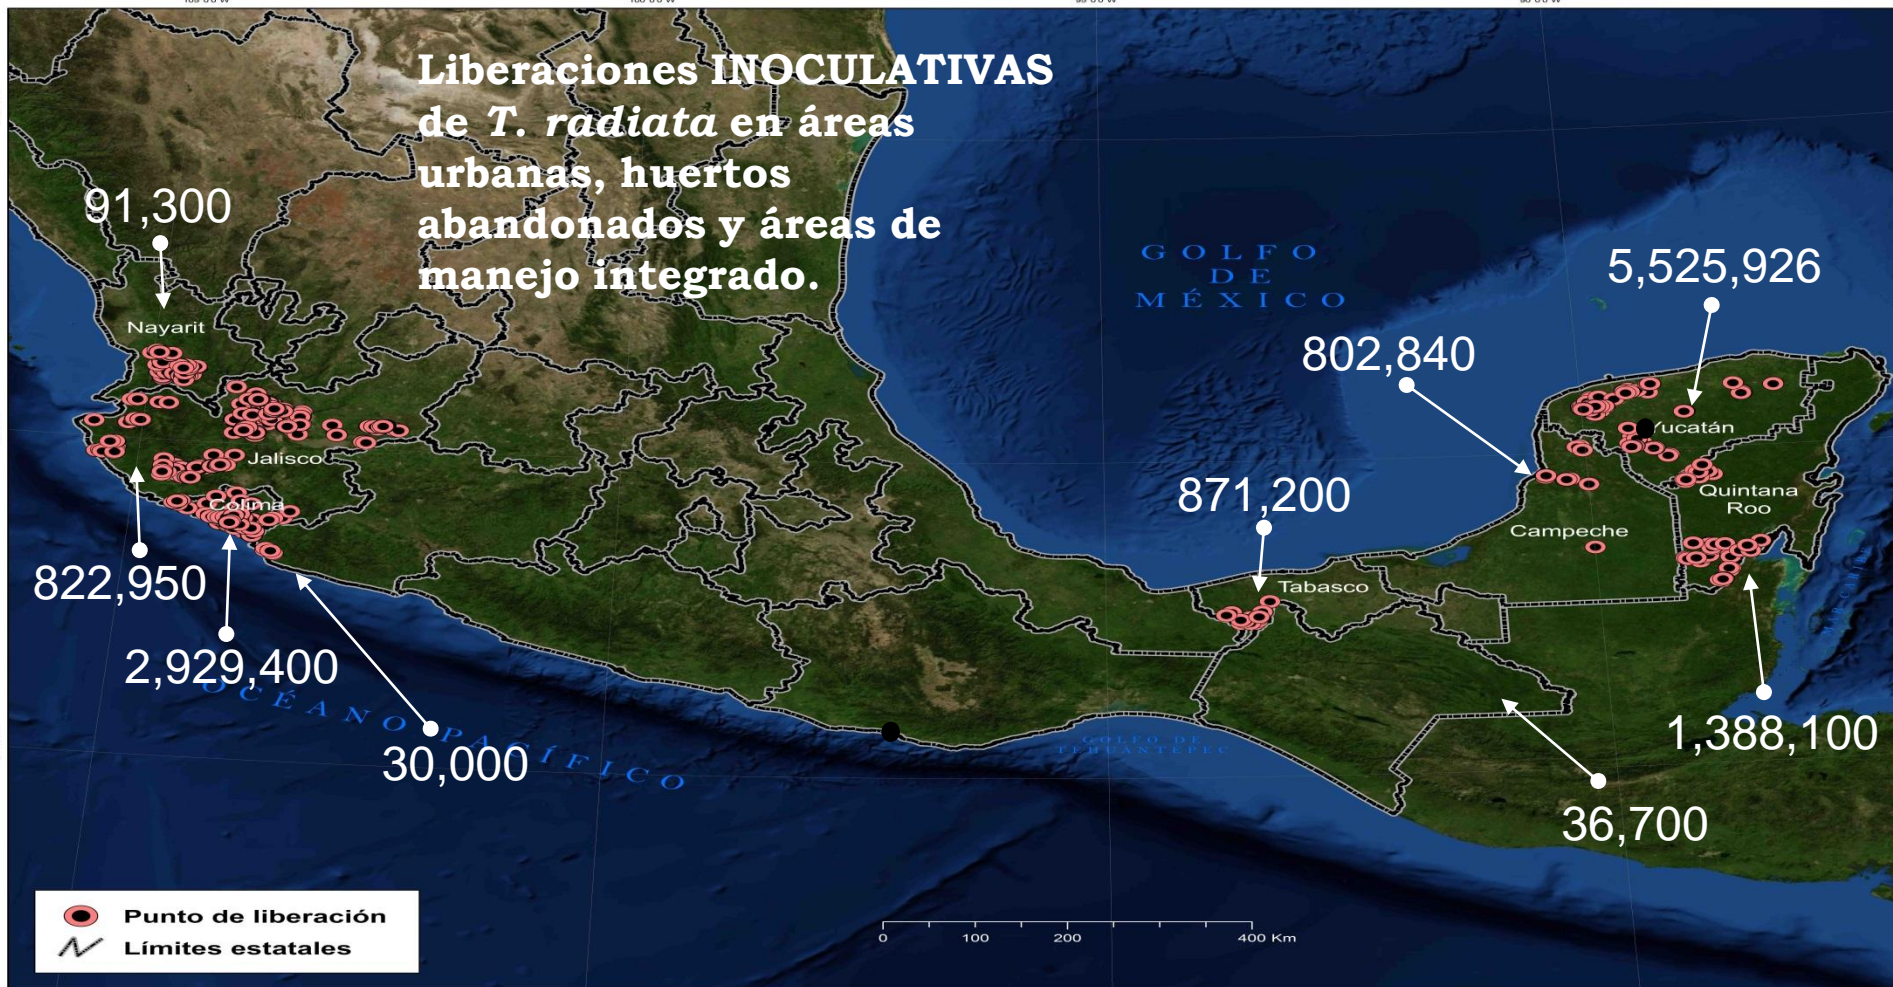 Liberaciones INOCULATIVAS
de T. radiata en áreas
urbanas, huertos
abandonados y áreas de
manejo integrado.
91,300
Nayarit
GOLFO
DE
MÉXICO
5,525,926
802,840
Yucatán
Jalisco
871,200
Quintana
Roo
Colima
Campeche
822,950
Tabasco
2,929,400
OCÉANO PACÍFICO
30,000
GOLFO DE
TEHUANTEPEC
1,388,100
36,700
Punto de liberación
Límites estatales
0 100 200 400 Km